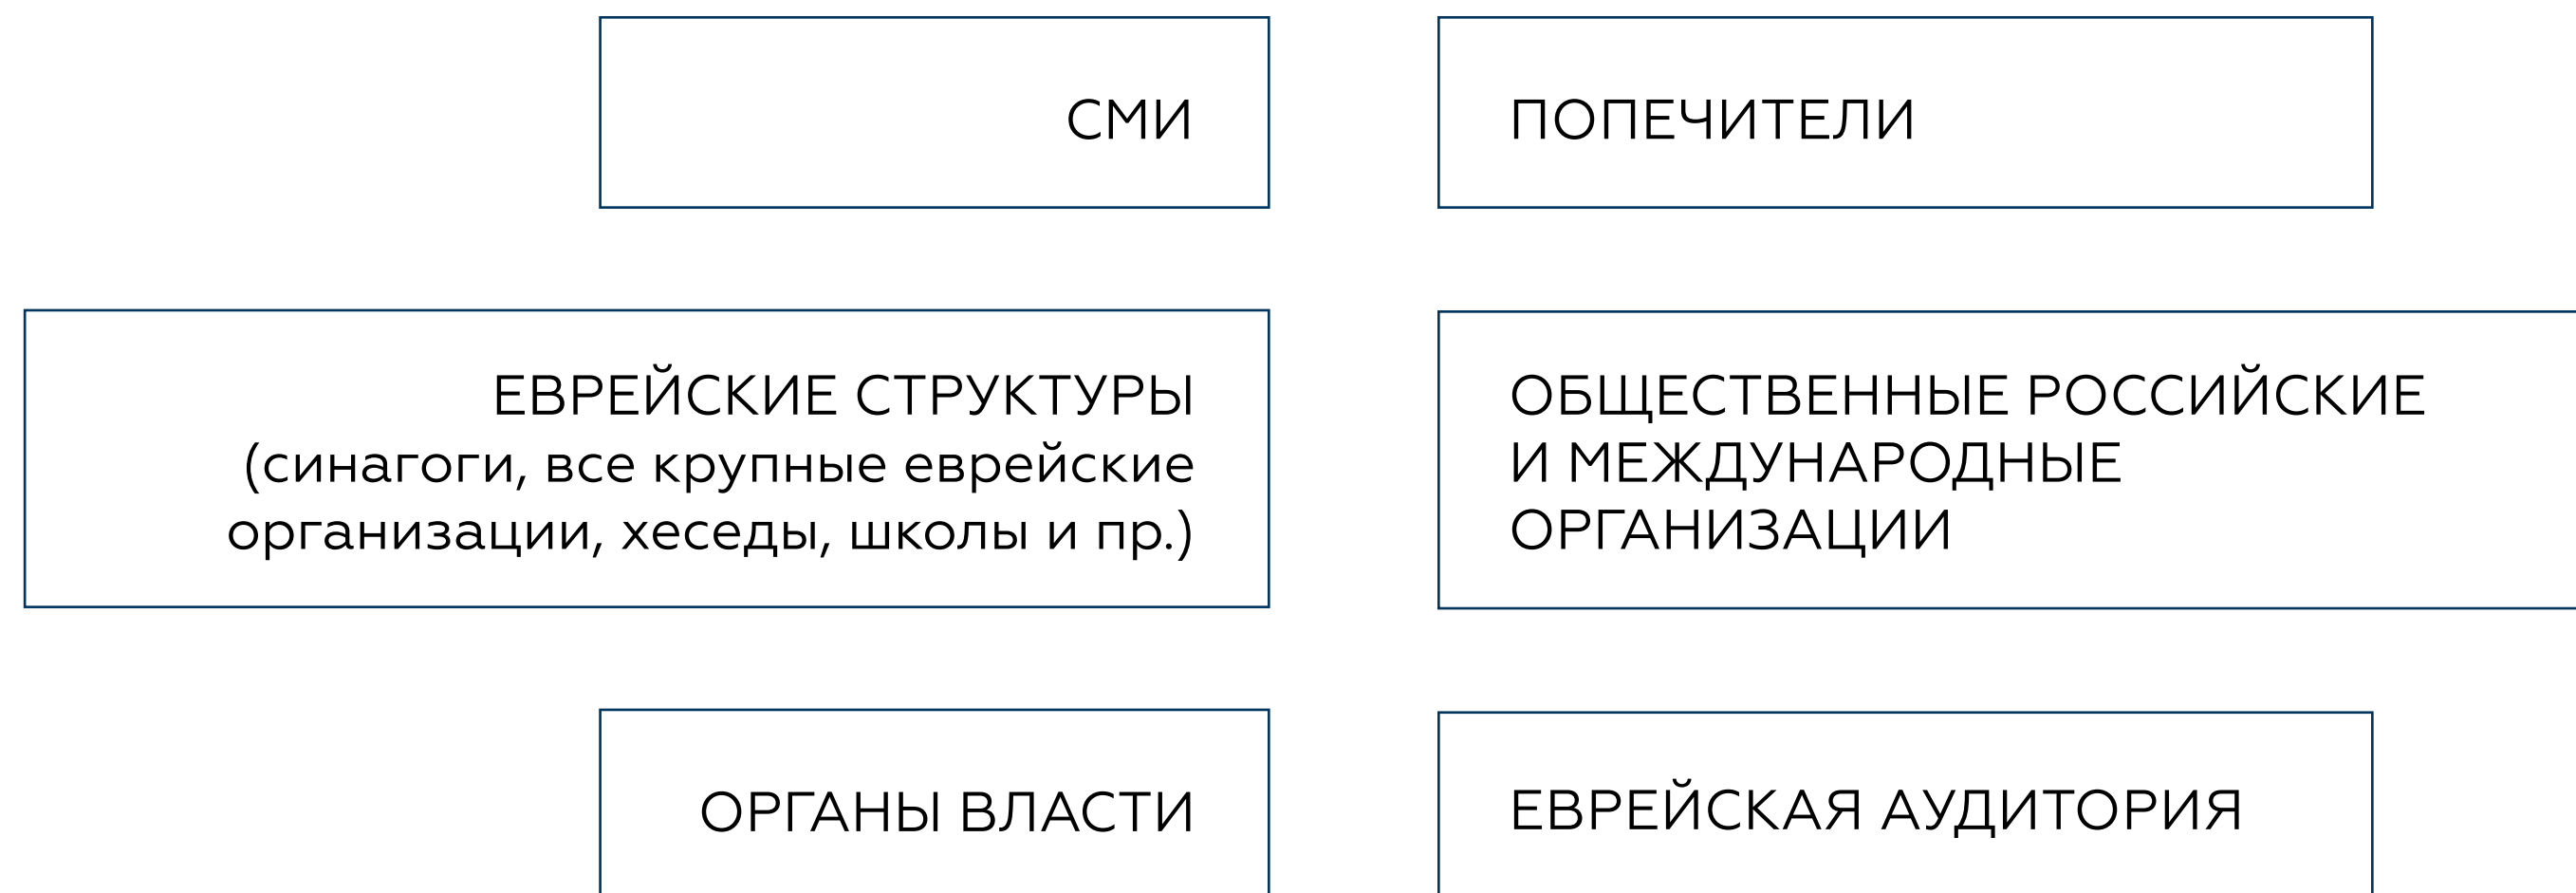 СМИ
ПОПЕЧИТЕЛИ
ЕВРЕЙСКИЕ СТРУКТУРЫ
(синагоги, все крупные еврейские
организации, хеседы, школы и пр.)
ОБЩЕСТВЕННЫЕ РОССИЙСКИЕ
И МЕЖДУНАРОДНЫЕ
ОРГАНИЗАЦИИ
ОРГАНЫ ВЛАСТИ
ЕВРЕЙСКАЯ АУДИТОРИЯ